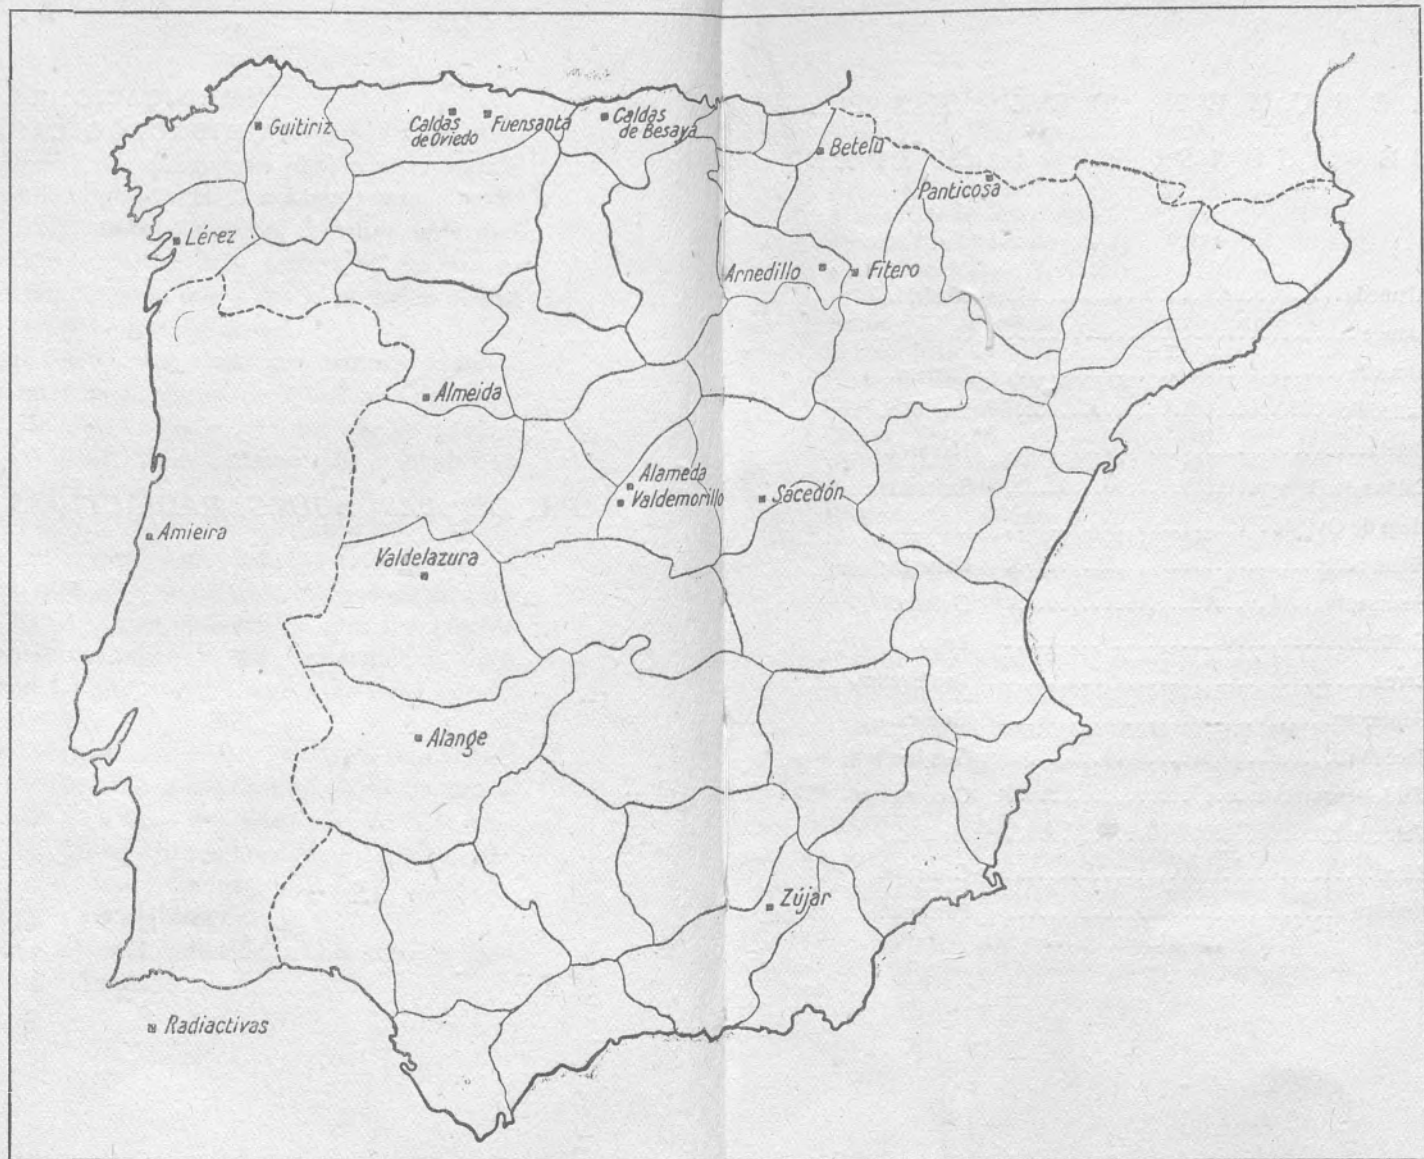 Guitiriz
Caldas
de Oviedo
Fuensanta
Caldas
de Besaya
Betelu
Panticosa
Lérez
Arnedillo
Fitero
Almeida
Alameda
Valdemorillo
Sacedón
Amieira
Valdelazura
Alange
Zújar
Radiactivas